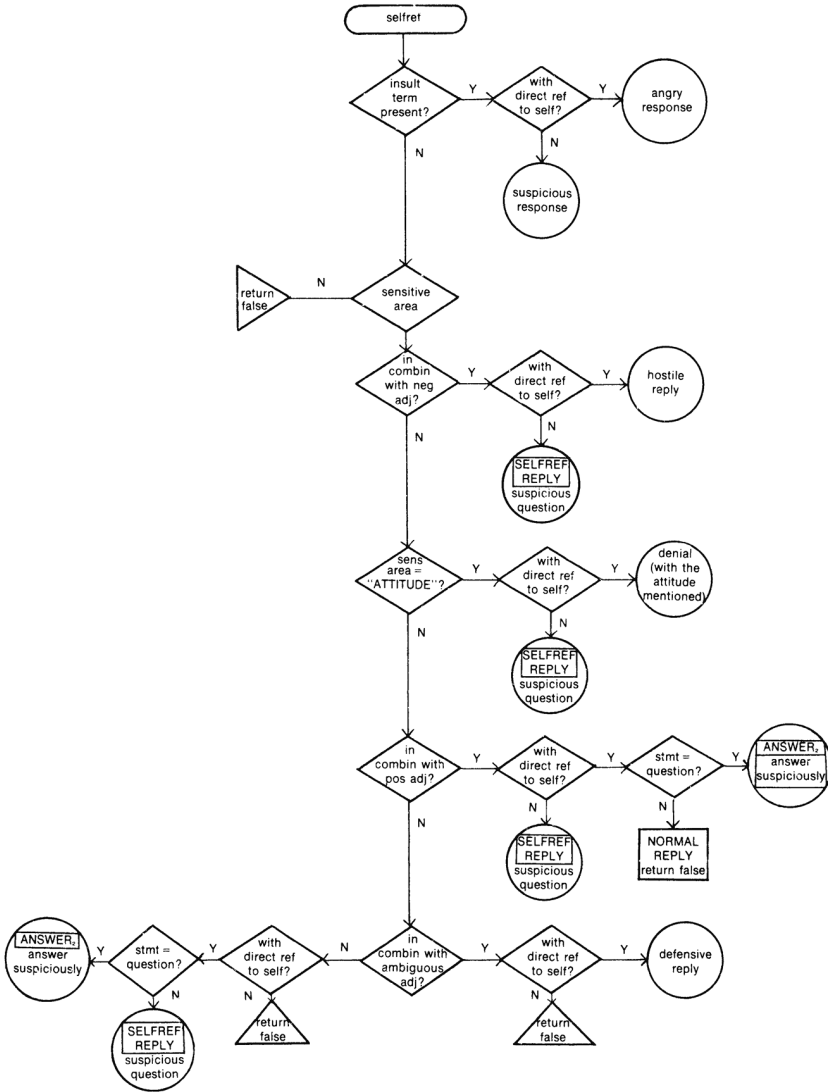 selfref
insult
term
present?
Y
with
direct ref
to self?
Y
angry
response
N
N
suspicious
response
return
false
N
sensitive
area
in
combin
with neg
adj?
Y
with
direct ref
to self?
Y
hostile
reply
N
N
SELFREF
REPLY
suspicious
question
sens
area =
"ATTITUDE"?
Y
with
direct ref
to self?
Y
denial
(with the
attitude
mentioned)
N
N
SELFREF
REPLY
suspicious
question
in
combin with
pos adj?
Y
with
direct ref
to self?
Y
stmt =
question?
Y
ANSWER₂
answer
suspiciously
N
N
N
SELFREF
REPLY
suspicious
question
NORMAL
REPLY
return false
ANSWER₂
answer
suspiciously
Y
stmt =
question?
Y
with
direct ref
to self?
N
in
combin with
ambiguous
adj?
Y
with
direct ref
to self?
Y
defensive
reply
N
N
N
SELFREF
REPLY
suspicious
question
return
false
return
false